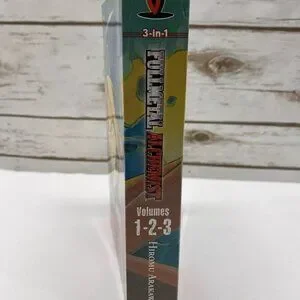 3-in-1
FULLMETAL ALCHEMIST
Volumes
1-2-3
HIROMU ARAKAWA